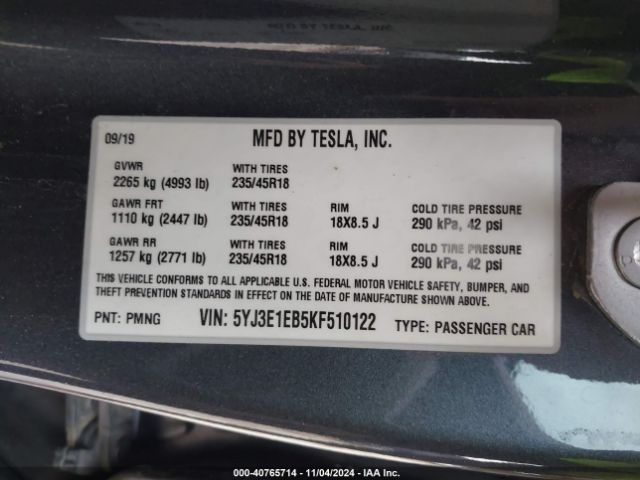 09/19 MFD BY TESLA, INC.
GVWR WITH TIRES
2265 kg (4993 lb) 235/45R18
GAWR FRT WITH TIRES RIM COLD TIRE PRESSURE
1110 kg (2447 lb) 235/45R18 18X8.5 J 290 kPa, 42 psi
GAWR RR WITH TIRES RIM COLD TIRE PRESSURE
1257 kg (2771 lb) 235/45R18 18X8.5 J 290 kPa, 42 psi
THIS VEHICLE CONFORMS TO ALL APPLICABLE U.S. FEDERAL MOTOR VEHICLE SAFETY, BUMPER, AND
THEFT PREVENTION STANDARDS IN EFFECT ON THE DATE OF MANUFACTURE SHOWN ABOVE.
PNT: PMNG VIN: 5YJ3E1EB5KF510122 TYPE: PASSENGER CAR
000-40765714 - 11/04/2024 - IAA Inc.